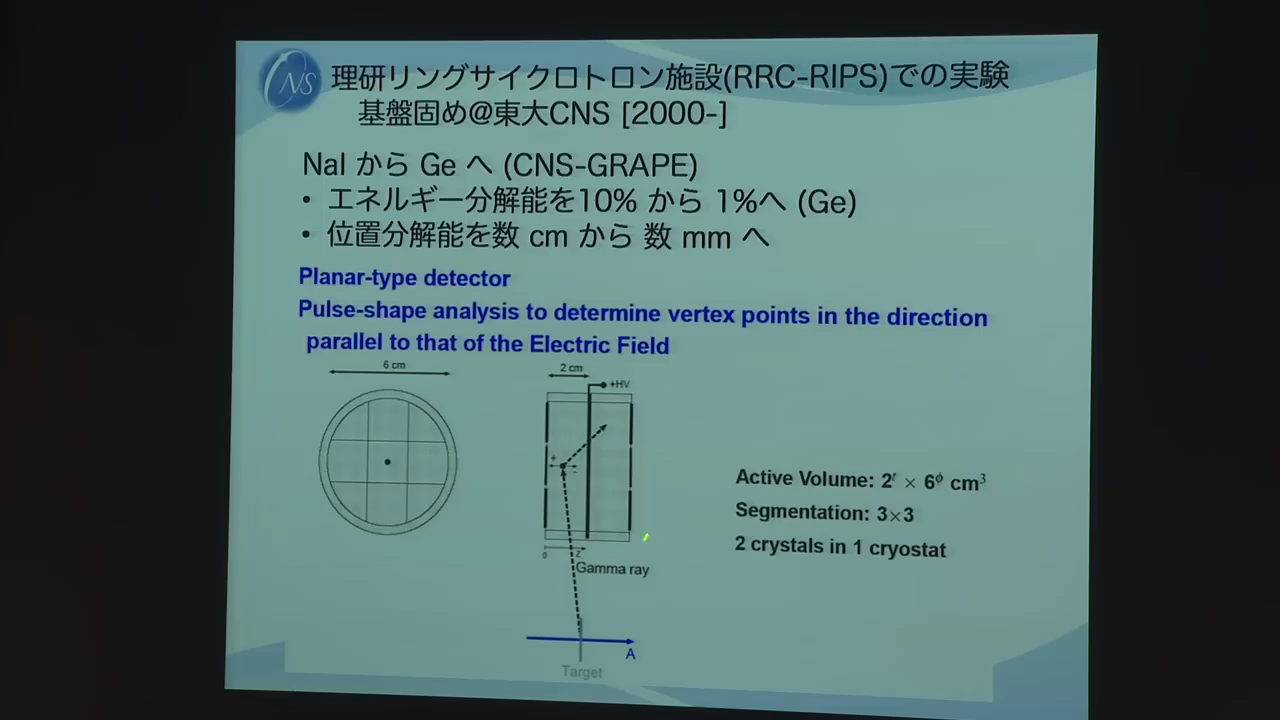 CNS
理研リングサイクロトロン施設(RRC-RIPS)での実験
基盤固め@東大CNS [2000-]
NaI から Ge へ (CNS-GRAPE)
• エネルギー分解能を10% から 1%へ (Ge)
• 位置分解能を数 cm から 数 mm へ
Planar-type detector
Pulse-shape analysis to determine vertex points in the direction
parallel to that of the Electric Field
6 cm
2 cm
+HV
+ -
0 z
Gamma ray
A
Target
Active Volume: 2ᵗ × 6ᶲ cm³
Segmentation: 3×3
2 crystals in 1 cryostat